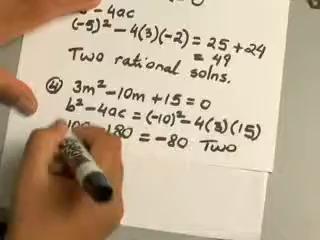 - 4ac
(-5)² - 4(3)(-2) = 25 + 24
= 49
Two rational solns.
④ 3m² - 10m + 15 = 0
b² - 4ac = (-10)² - 4(3)(15)
100 - 180 = -80 Two